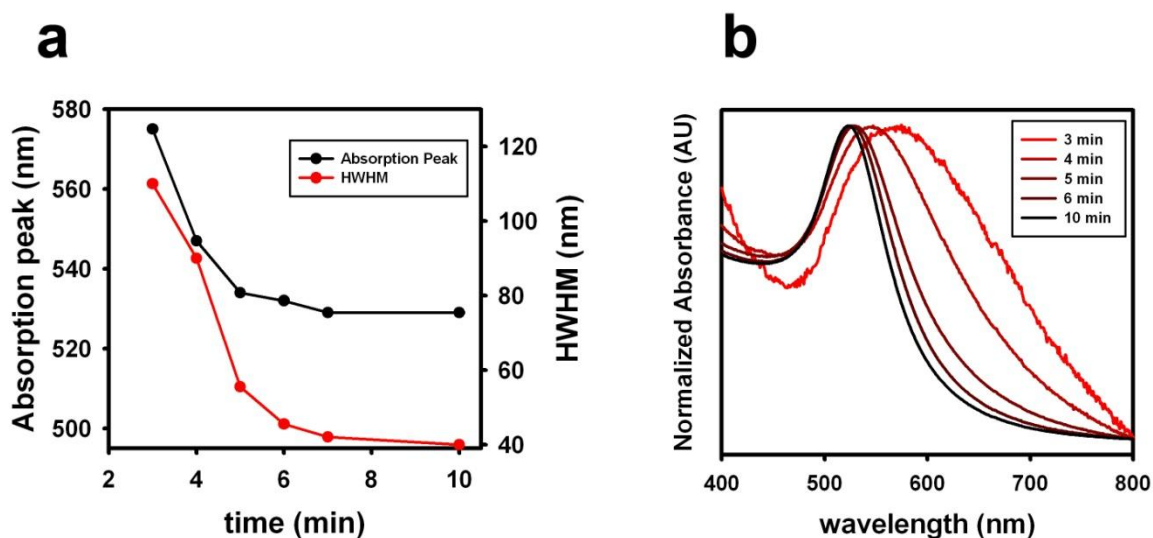 a
580
560
540
520
500
Absorption peak (nm)
Absorption Peak
HWHM
120
100
80
60
40
HWHM (nm)
2 4 6 8 10
time (min)
b
Normalized Absorbance (AU)
3 min
4 min
5 min
6 min
10 min
400 500 600 700 800
wavelength (nm)